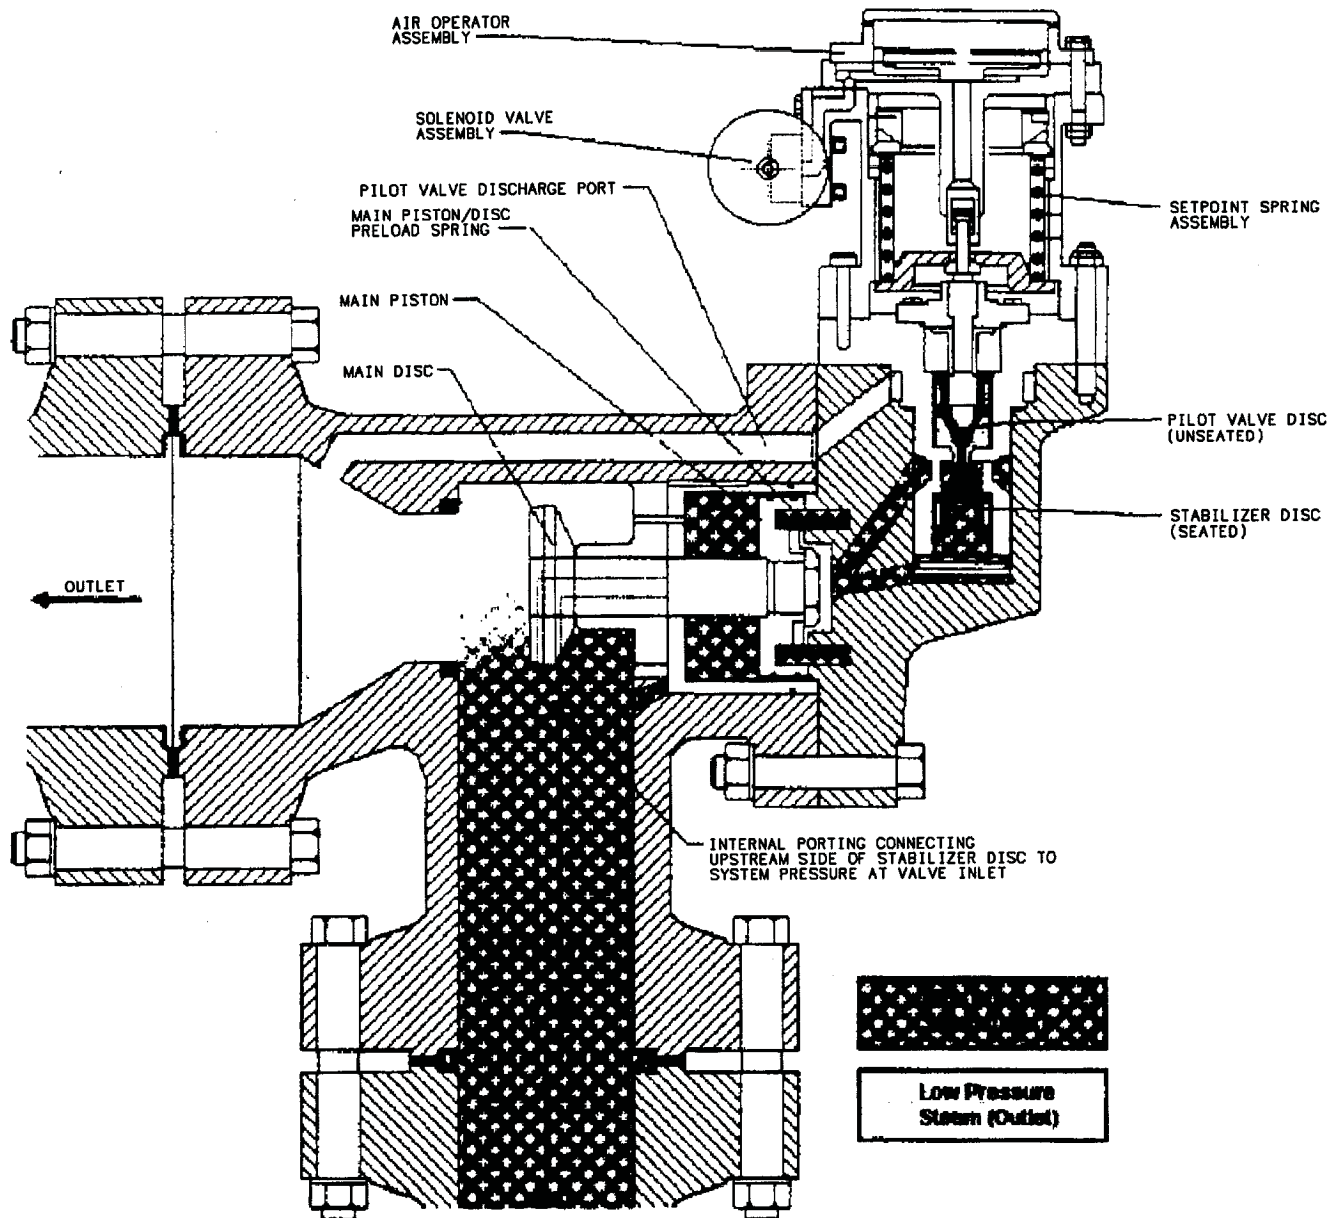 AIR OPERATOR
ASSEMBLY
SOLENOID VALVE
ASSEMBLY
PILOT VALVE DISCHARGE PORT
MAIN PISTON/DISC
PRELOAD SPRING
SETPOINT SPRING
ASSEMBLY
MAIN PISTON
MAIN DISC
PILOT VALVE DISC
(UNSEATED)
STABILIZER DISC
(SEATED)
OUTLET
INTERNAL PORTING CONNECTING
UPSTREAM SIDE OF STABILIZER DISC TO
SYSTEM PRESSURE AT VALVE INLET
Low Pressure
Steam (Outlet)